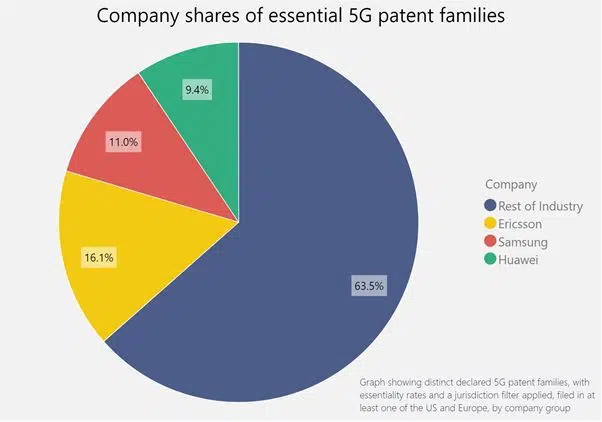 Company shares of essential 5G patent families
9.4%
11.0%
16.1%
63.5%
Company
Rest of Industry
Ericsson
Samsung
Huawei
Graph showing distinct declared 5G patent families, with
essentiality rates and a jurisdiction filter applied, filed in at
least one of the US and Europe, by company group